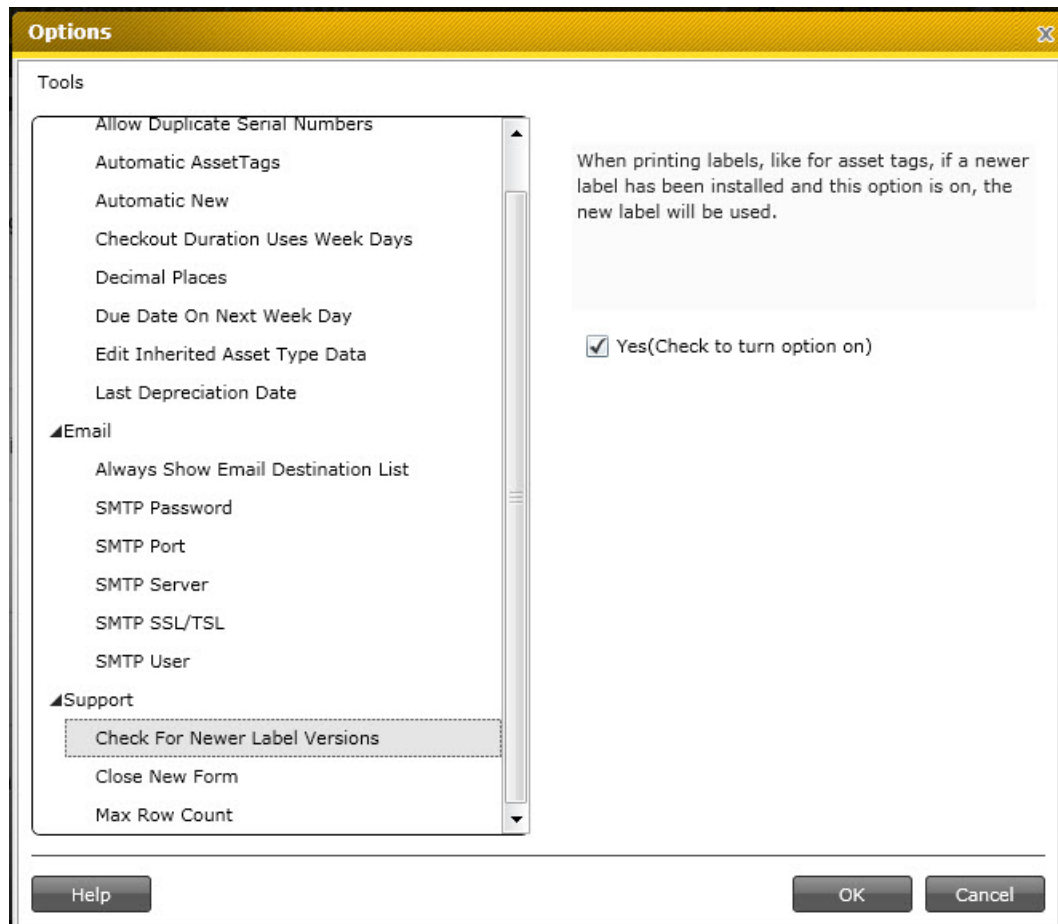 Options
Tools
Allow Duplicate Serial Numbers
Automatic AssetTags
Automatic New
Checkout Duration Uses Week Days
Decimal Places
Due Date On Next Week Day
Edit Inherited Asset Type Data
Last Depreciation Date
Email
Always Show Email Destination List
SMTP Password
SMTP Port
SMTP Server
SMTP SSL/TSL
SMTP User
Support
Check For Newer Label Versions
Close New Form
Max Row Count
When printing labels, like for asset tags, if a newer
label has been installed and this option is on, the
new label will be used.
Yes(Check to turn option on)
Help
OK
Cancel